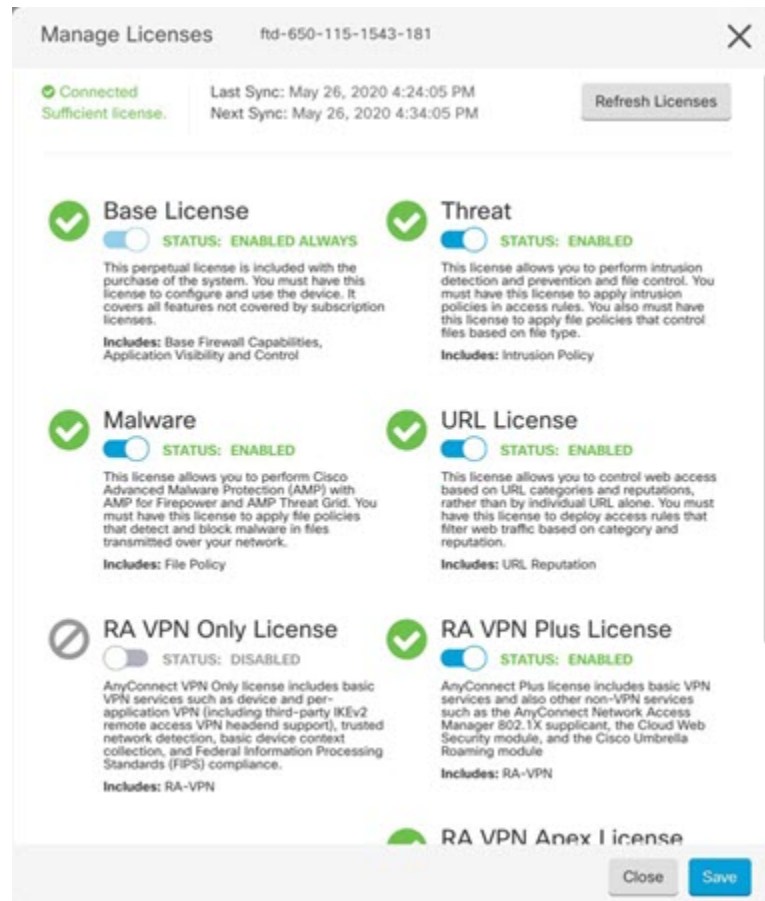 Manage Licenses ftd-650-115-1543-181
Connected
Sufficient license.
Last Sync: May 26, 2020 4:24:05 PM
Next Sync: May 26, 2020 4:34:05 PM
Refresh Licenses
Base License
STATUS: ENABLED ALWAYS
This perpetual license is included with the
purchase of the system. You must have this
license to configure and use the device. It
covers all features not covered by subscription
licenses.
Includes: Base Firewall Capabilities,
Application Visibility and Control
Threat
STATUS: ENABLED
This license allows you to perform intrusion
detection and prevention and file control. You
must have this license to apply intrusion
policies in access rules. You also must have
this license to apply file policies that control
files based on file type.
Includes: Intrusion Policy
Malware
STATUS: ENABLED
This license allows you to perform Cisco
Advanced Malware Protection (AMP) with
AMP for Firepower and AMP Threat Grid. You
must have this license to apply file policies
that detect and block malware in files
transmitted over your network.
Includes: File Policy
URL License
STATUS: ENABLED
This license allows you to control web access
based on URL categories and reputations,
rather than by individual URL alone. You must
have this license to deploy access rules that
filter web traffic based on category and
reputation.
Includes: URL Reputation
RA VPN Only License
STATUS: DISABLED
AnyConnect VPN Only license includes basic
VPN services such as device and per-
application VPN (including third-party IKEv2
remote access VPN headend support), trusted
network detection, basic device context
collection, and Federal Information Processing
Standards (FIPS) compliance.
Includes: RA-VPN
RA VPN Plus License
STATUS: ENABLED
AnyConnect Plus license includes basic VPN
services and also other non-VPN services
such as the AnyConnect Network Access
Manager 802.1X supplicant, the Cloud Web
Security module, and the Cisco Umbrella
Roaming module
Includes: RA-VPN
RA VPN Apex License
Close
Save